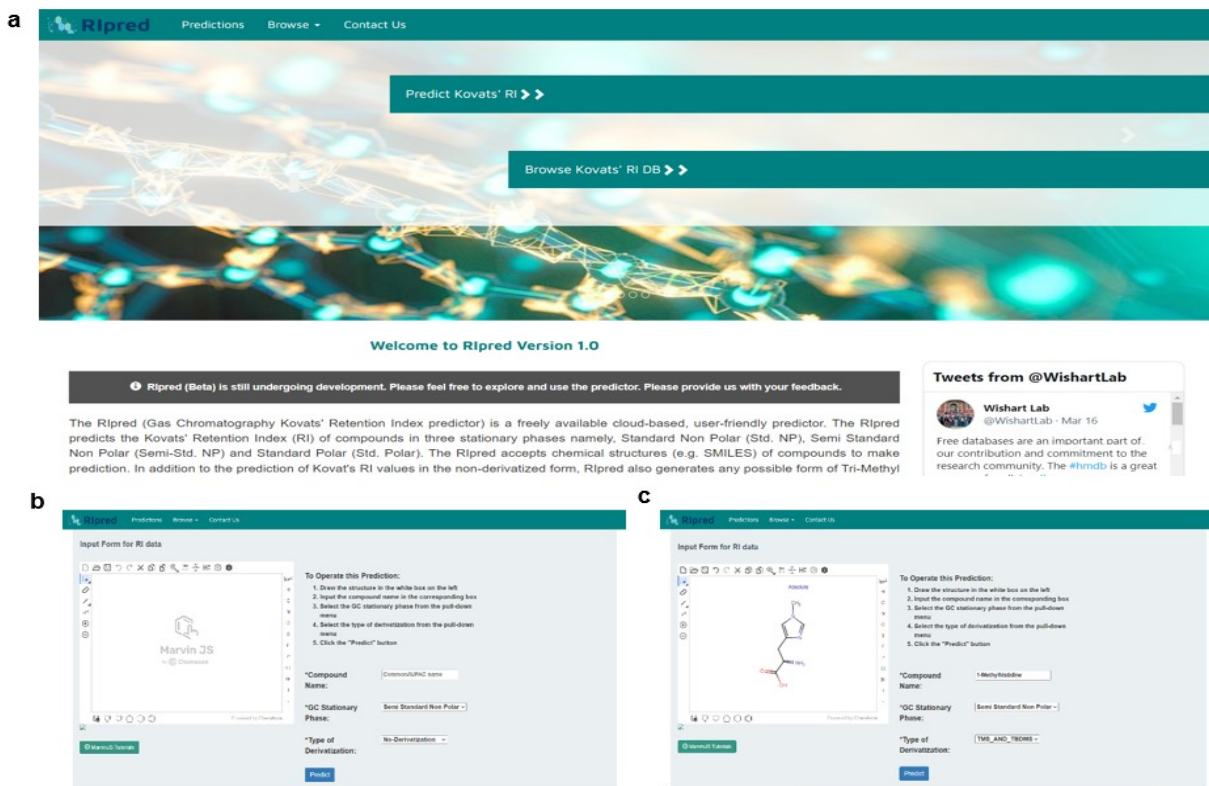 a
RIpred Predictions Browse Contact Us
Predict Kovats' RI
Browse Kovats' RI DB
Welcome to RIpred Version 1.0
RIpred (Beta) is still undergoing development. Please feel free to explore and use the predictor. Please provide us with your feedback.
The RIpred (Gas Chromatography Kovats' Retention Index predictor) is a freely available cloud-based, user-friendly predictor. The RIpred
predicts the Kovats' Retention Index (RI) of compounds in three stationary phases namely, Standard Non Polar (Std. NP), Semi Standard
Non Polar (Semi-Std. NP) and Standard Polar (Std. Polar). The RIpred accepts chemical structures (e.g. SMILES) of compounds to make
prediction. In addition to the prediction of Kovat's RI values in the non-derivatized form, RIpred also generates any possible form of Tri-Methyl
Tweets from @WishartLab
Wishart Lab
@WishartLab · Mar 16
Free databases are an important part of
our contribution and commitment to the
research community. The #hmdb is a great
b
RIpred Predictions Browse Contact Us
Input Form for RI data
Marvin JS
by Chemaxon
To Operate this Prediction:
1. Draw the structure in the white box on the left
2. Input the compound name in the corresponding box
3. Select the GC stationary phase from the pull-down
menu
4. Select the type of derivatization from the pull-down
menu
5. Click the "Predict" button
*Compound
Name:
Common/IUPAC name
*GC Stationary
Phase:
Semi Standard Non Polar
*Type of
Derivatization:
No-Derivatization
MarvinJS Tutorials
Predict
c
RIpred Predictions Browse Contact Us
Input Form for RI data
Absolute
CH3
N
N
NH2
O
OH
To Operate this Prediction:
1. Draw the structure in the white box on the left
2. Input the compound name in the corresponding box
3. Select the GC stationary phase from the pull-down
menu
4. Select the type of derivatization from the pull-down
menu
5. Click the "Predict" button
*Compound
Name:
1-Methylhistidine
*GC Stationary
Phase:
Semi Standard Non Polar
*Type of
Derivatization:
TMS_AND_TBDMS
MarvinJS Tutorials
Predict